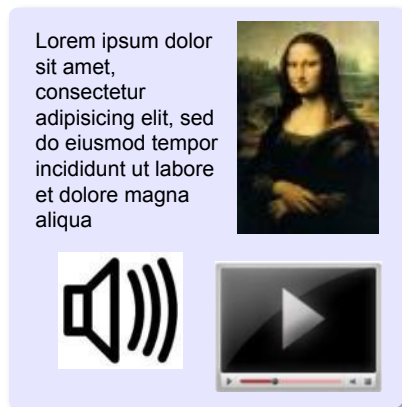 Lorem ipsum dolor
sit amet,
consectetur
adipisicing elit, sed
do eiusmod tempor
incididunt ut labore
et dolore magna
aliqua